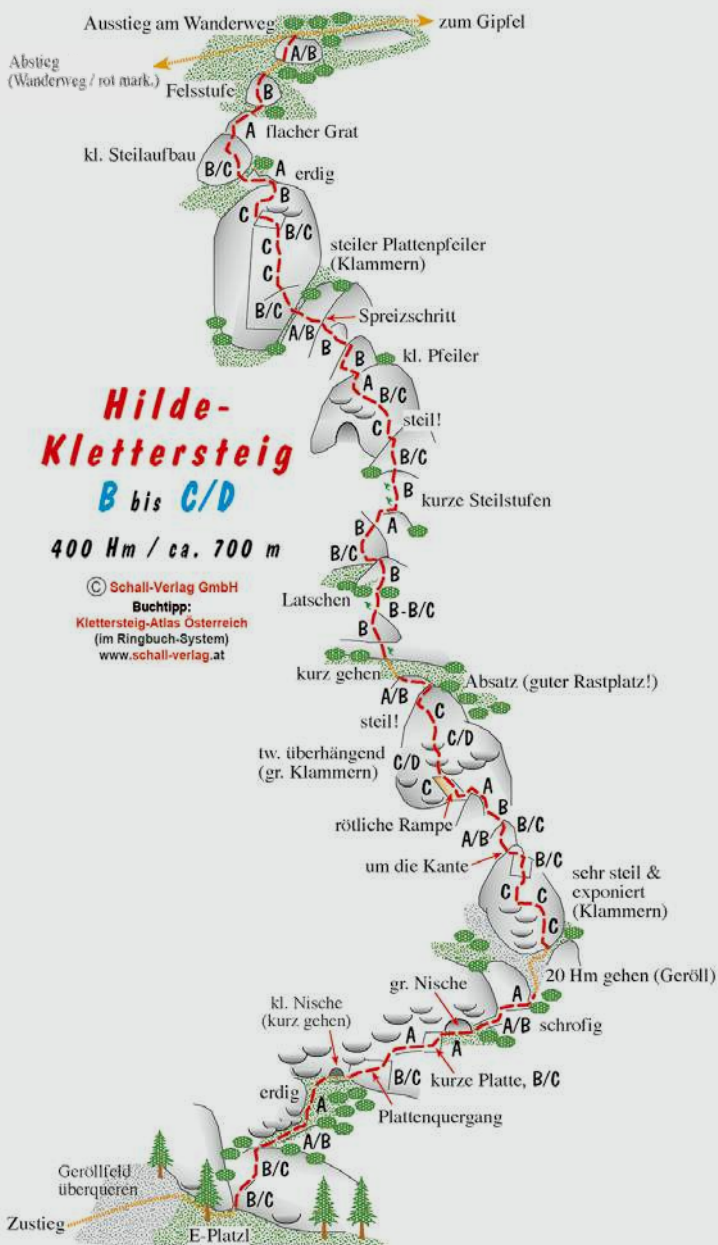 Ausstieg am Wanderweg
zum Gipfel
Abstieg
(Wanderweg / rot mark.)
A/B
Felsstufe
B
A flacher Grat
kl. Steilaufbau
B/C
A
erdig
B
C
B/C
steiler Plattenpfeiler
(Klammern)
C
C
B/C
Spreizschritt
A/B
B
B
kl. Pfeiler
A
B/C
C
steil!
B/C
Hilde-
Klettersteig
B bis C/D
400 Hm / ca. 700 m
© Schall-Verlag GmbH
Buchtipp:
Klettersteig-Atlas Österreich
(im Ringbuch-System)
www.schall-verlag.at
B
kurze Steilstufen
B
A
B/C
B
Latschen
B-B/C
B
kurz gehen
A/B
Absatz (guter Rastplatz!)
C
steil!
C/D
tw. überhängend
(gr. Klammern)
C/D
C
A
rötliche Rampe
B
A/B
B/C
um die Kante
B/C
sehr steil &
exponiert
(Klammern)
C
C
C
20 Hm gehen (Geröll)
gr. Nische
A
kl. Nische
(kurz gehen)
A
A
A/B schrofig
B/C
kurze Platte, B/C
erdig
Plattenquergang
A
A/B
B/C
Geröllfeld
überqueren
B/C
Zustieg
E-Platzl